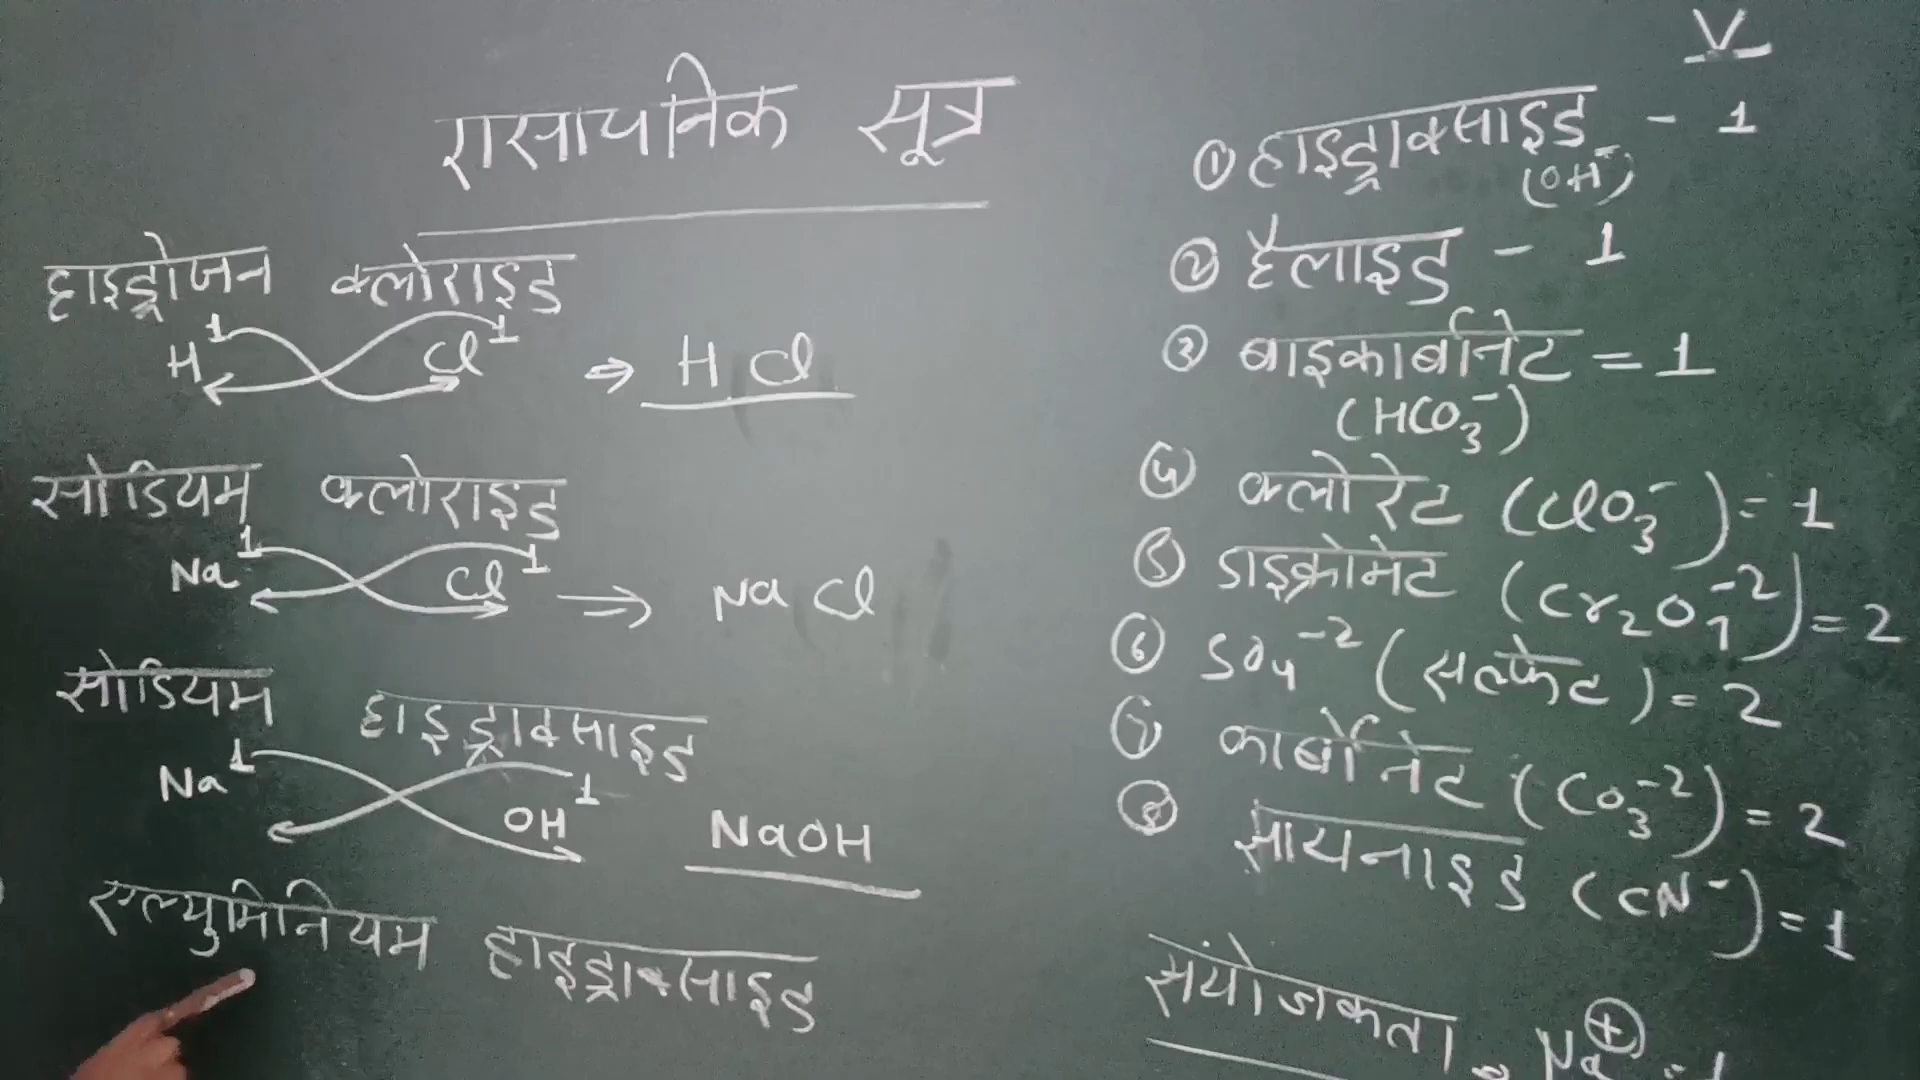 रासायनिक सूत्र
हाइड्रोजन क्लोराइड
H¹ Cl¹ ⇒ HCl
सोडियम क्लोराइड
Na¹ Cl¹ ⇒ NaCl
सोडियम हाइड्राक्साइड
Na¹ OH¹ NaOH
एल्युमिनियम हाइड्राक्साइड
V
① हाइड्राक्साइड - 1
(OH⁻)
② हैलाइड - 1
③ बाइकार्बानेट = 1
(HCO₃⁻)
④ क्लोरेट (ClO₃⁻) = 1
⑤ डाइक्रोमेट (Cr₂O₇⁻²) = 2
⑥ SO₄⁻² (सल्फेट) = 2
⑦ कार्बोनेट (CO₃⁻²) = 2
⑧ सायनाइड (CN⁻) = 1
संयोजकता
Na⊕